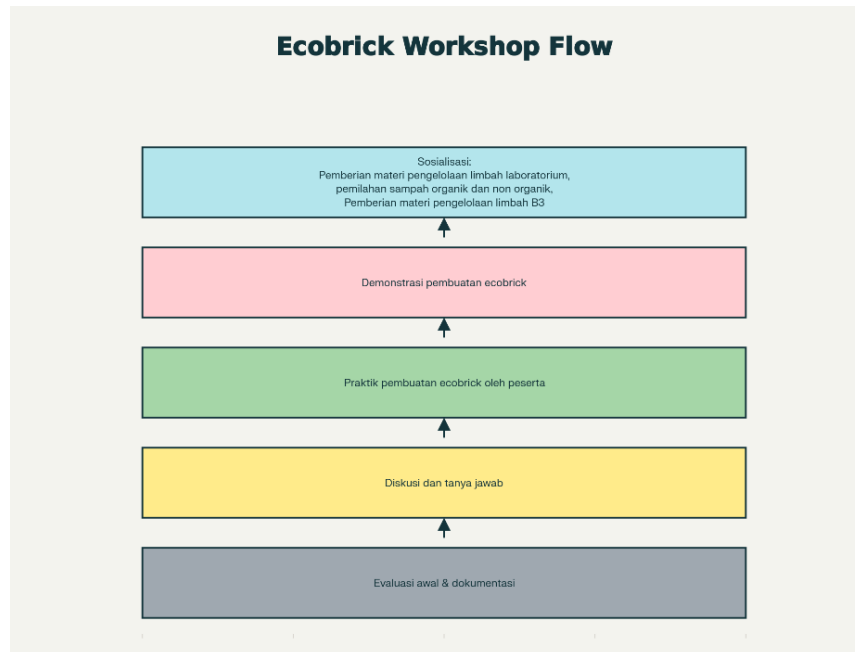 Ecobrick Workshop Flow
Sosialisasi:
Pemberian materi pengelolaan limbah laboratorium,
pemilahan sampah organik dan non organik,
Pemberian materi pengelolaan limbah B3
Demonstrasi pembuatan ecobrick
Praktik pembuatan ecobrick oleh peserta
Diskusi dan tanya jawab
Evaluasi awal & dokumentasi